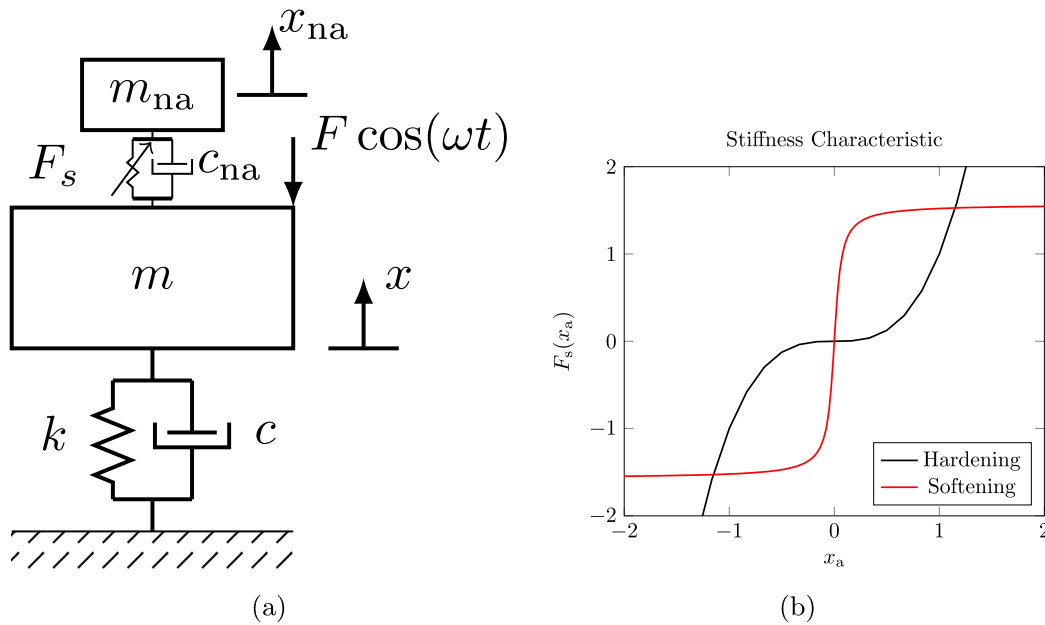 x_na
m_na
F cos(ωt)
F_s
c_na
m
x
k
c
(a)
Stiffness Characteristic
2
1
0
−1
−2
F_s(x_a)
Hardening
Softening
−2
−1
0
1
2
x_a
(b)